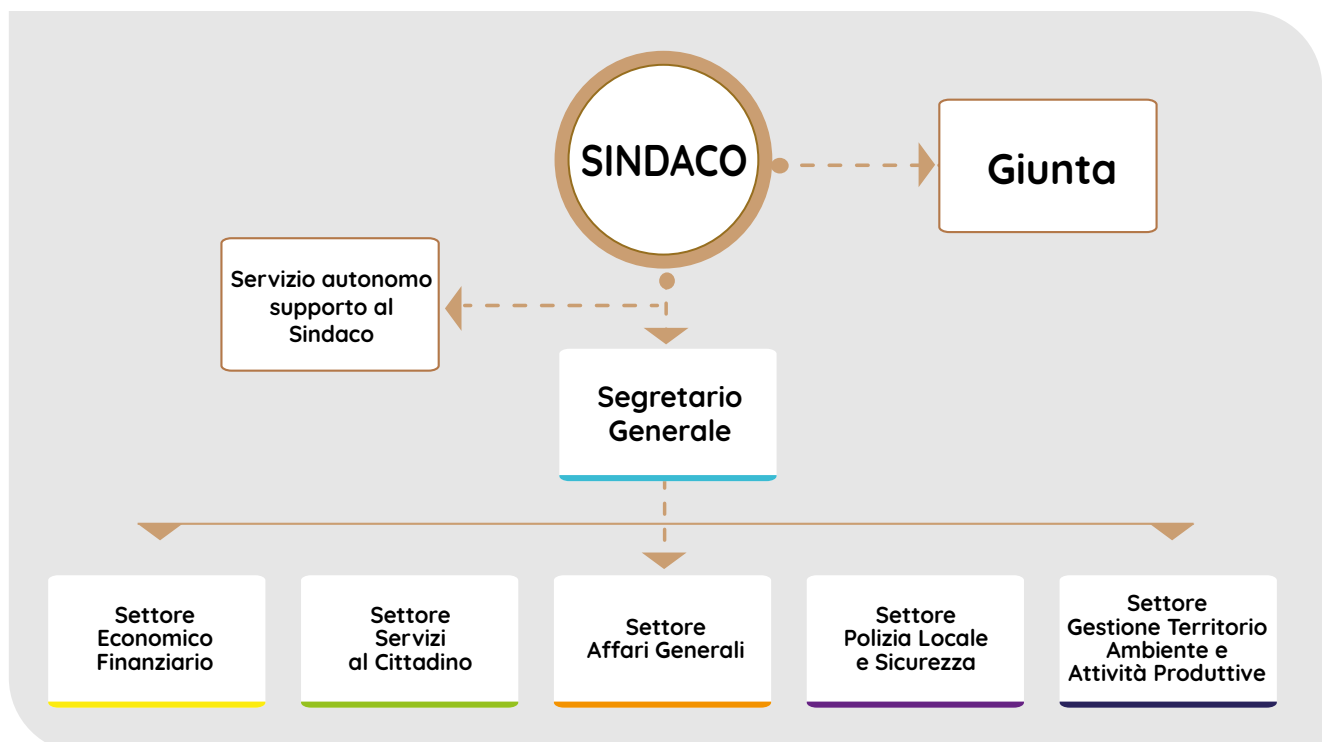 SINDACO
Giunta
Servizio autonomo
supporto al
Sindaco
Segretario
Generale
Settore
Economico
Finanziario
Settore
Servizi
al Cittadino
Settore
Affari Generali
Settore
Polizia Locale
e Sicurezza
Settore
Gestione Territorio
Ambiente e
Attività Produttive